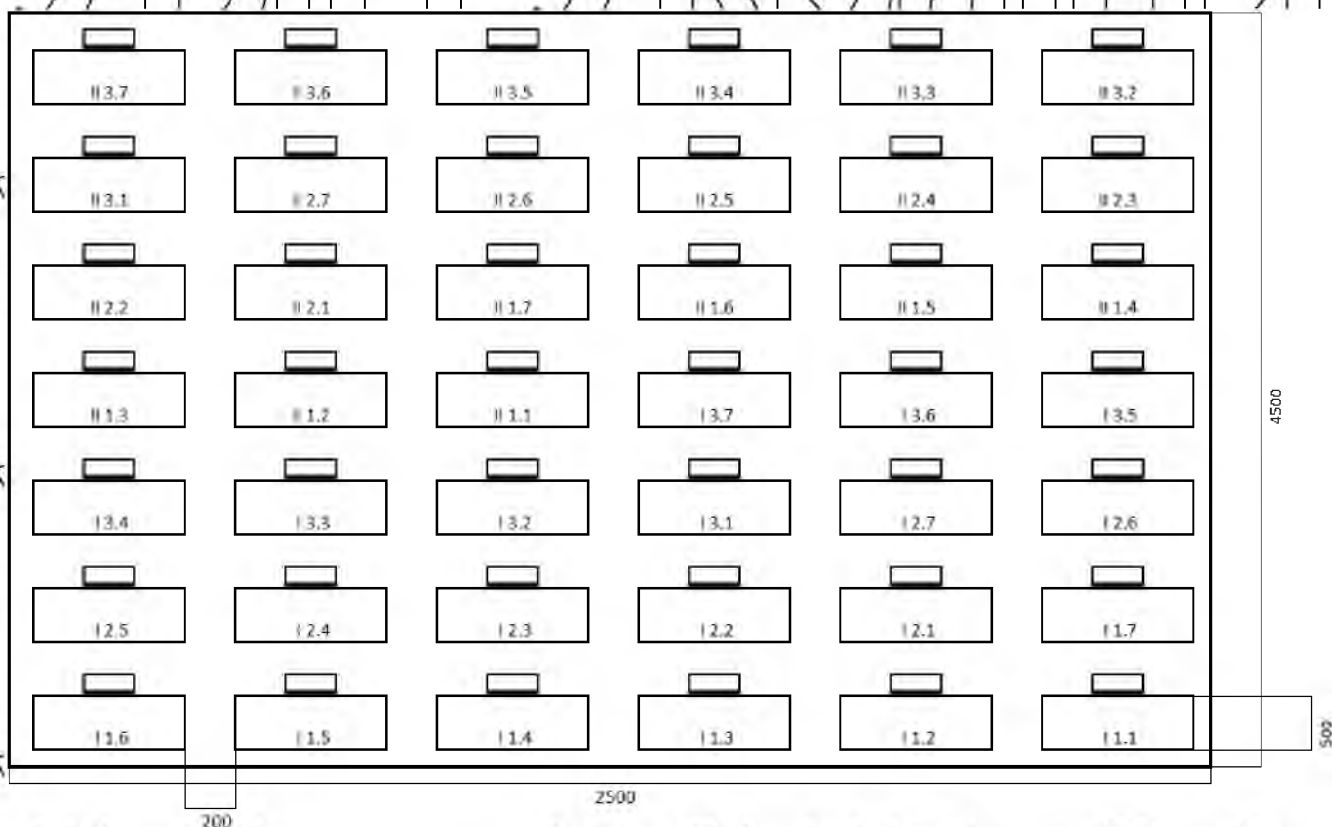 II 3.7 II 3.6 II 3.5 II 3.4 II 3.3 II 3.2
II 3.1 II 2.7 II 2.6 II 2.5 II 2.4 II 2.3
II 2.2 II 2.1 II 1.7 II 1.6 II 1.5 II 1.4
II 1.3 II 1.2 II 1.1 I 3.7 I 3.6 I 3.5
4500
I 3.4 I 3.3 I 3.2 I 3.1 I 2.7 I 2.6
I 2.5 I 2.4 I 2.3 I 2.2 I 2.1 I 1.7
I 1.6 I 1.5 I 1.4 I 1.3 I 1.2 I 1.1
500
2500
200